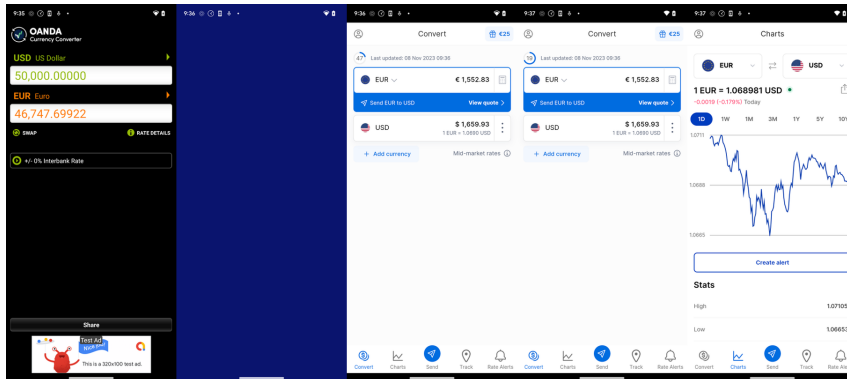 9:35
OANDA
Currency Converter
USD US Dollar
50,000.00000
EUR Euro
46,747.69922
SWAP
RATE DETAILS
+/- 0% Interbank Rate
Share
Test Ad
This is a 320x100 test ad.
9:36
9:36
Convert
€25
47 Last updated: 08 Nov 2023 09:36
EUR
€ 1,552.83
Send EUR to USD
View quote
USD
$ 1,659.93
1 EUR = 1.0690 USD
+ Add currency
Mid-market rates
Convert
Charts
Send
Track
Rate Alerts
9:37
Convert
€25
19 Last updated: 08 Nov 2023 09:36
EUR
€ 1,552.83
Send EUR to USD
View quote
USD
$ 1,659.93
1 EUR = 1.0690 USD
+ Add currency
Mid-market rates
Convert
Charts
Send
Track
Rate Alerts
9:37
Charts
EUR
USD
1 EUR = 1.068981 USD
-0.0019 (-0.179%) Today
1D 1W 1M 3M 1Y 5Y 10Y
1.0711
1.0688
1.0665
Create alert
Stats
High
1.07105
Low
1.06653
Convert
Charts
Send
Track
Rate Ale